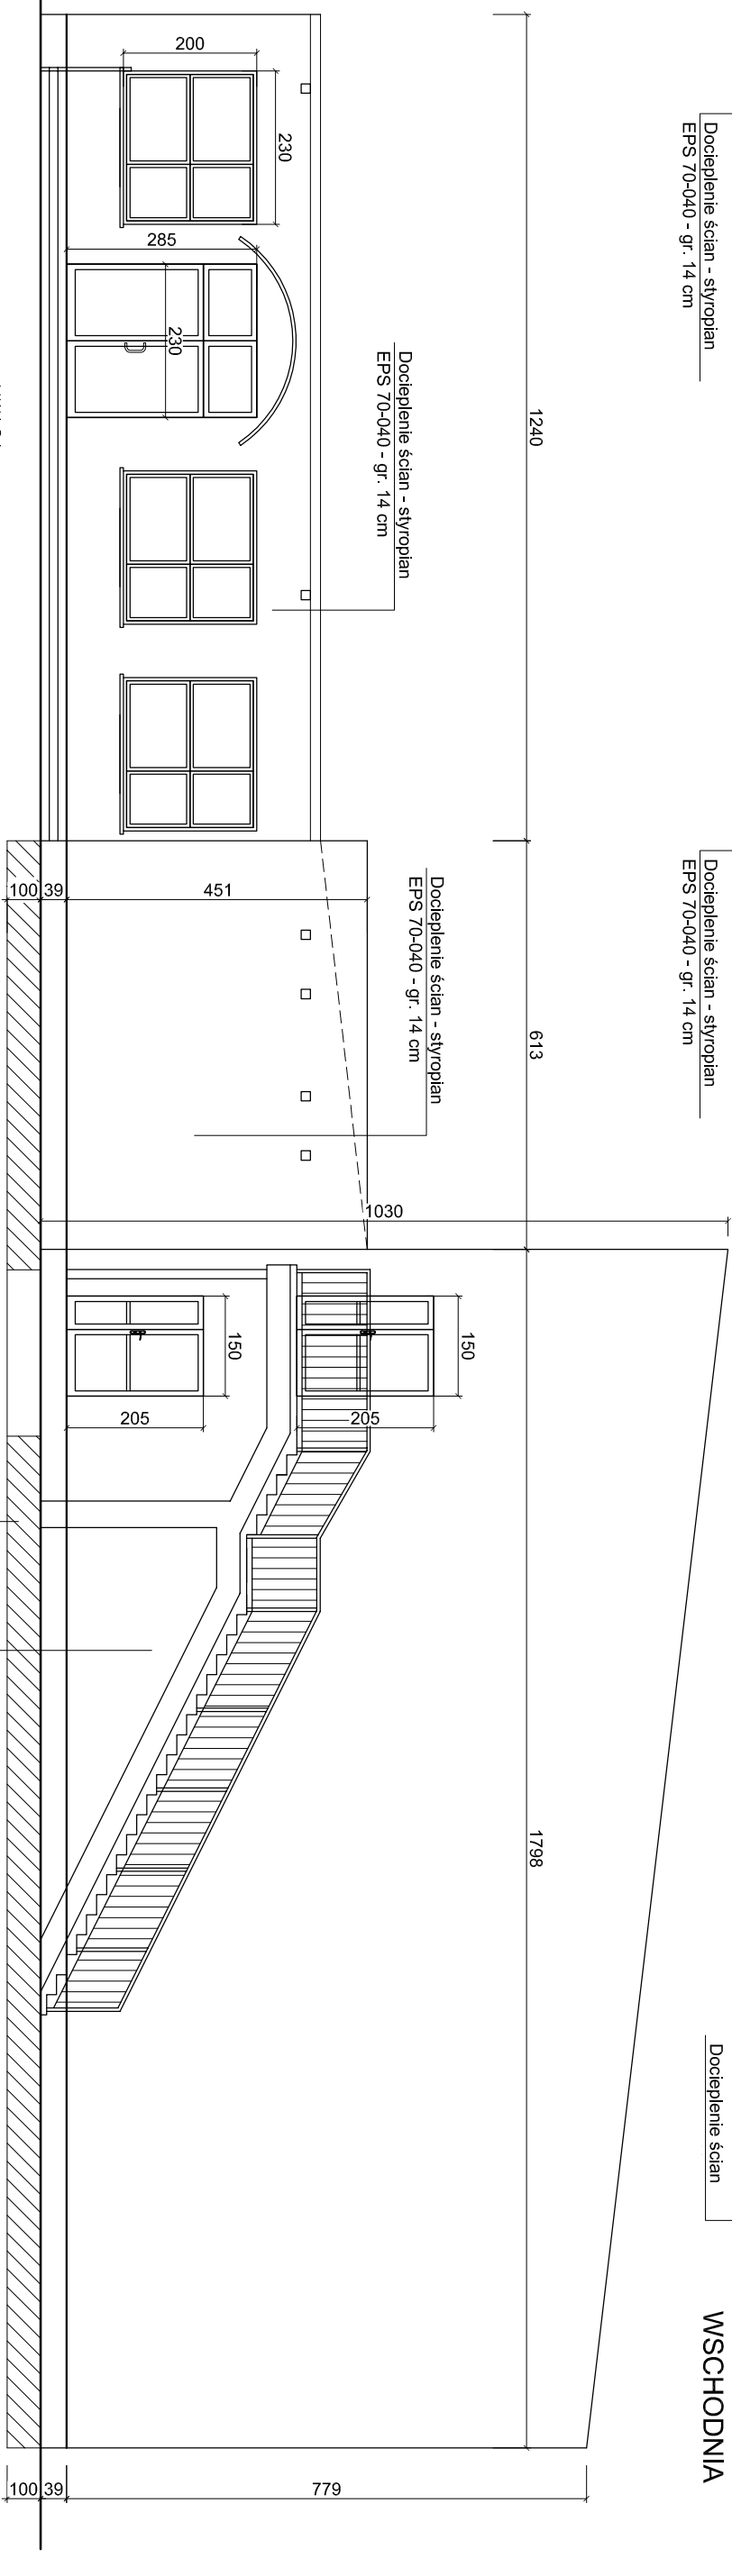 Docieplenie ścian - styropian
EPS 70-040 - gr. 14 cm
Docieplenie ścian - styropian
EPS 70-040 - gr. 14 cm
Docieplenie ścian
WSCHODNIA
1240
613
1798
Docieplenie ścian - styropian
EPS 70-040 - gr. 14 cm
Docieplenie ścian - styropian
EPS 70-040 - gr. 14 cm
200
230
285
230
451
39
100
1030
150
205
150
205
779
39
100